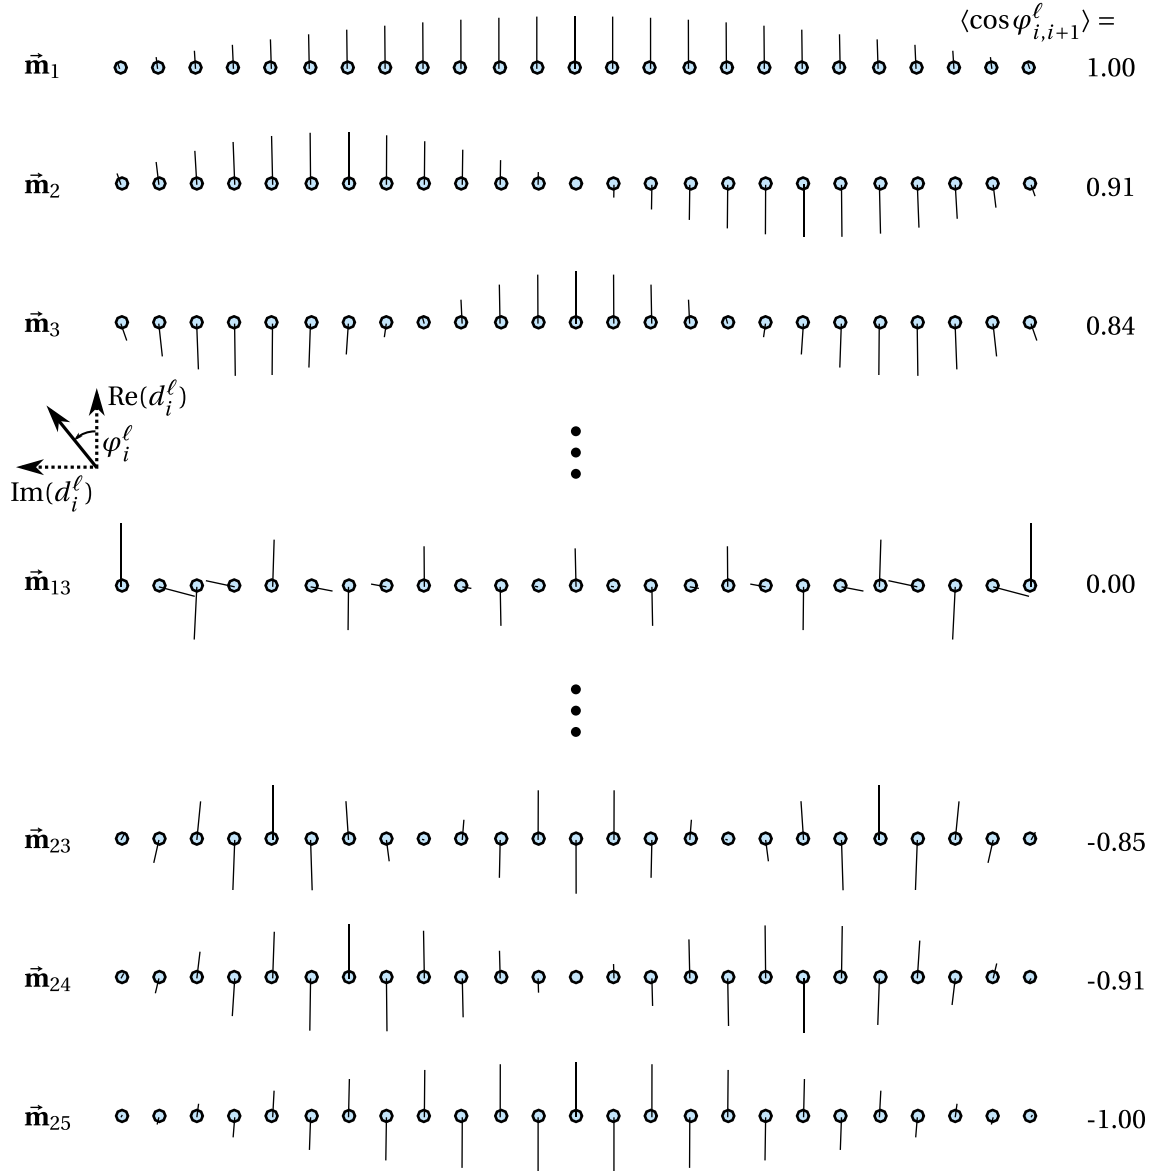 ⟨cos φ^ℓ_{i,i+1}⟩ =
m⃗₁ 1.00
m⃗₂ 0.91
m⃗₃ 0.84
Re(d^ℓ_i)
φ^ℓ_i
Im(d^ℓ_i)
m⃗₁₃ 0.00
m⃗₂₃ -0.85
m⃗₂₄ -0.91
m⃗₂₅ -1.00